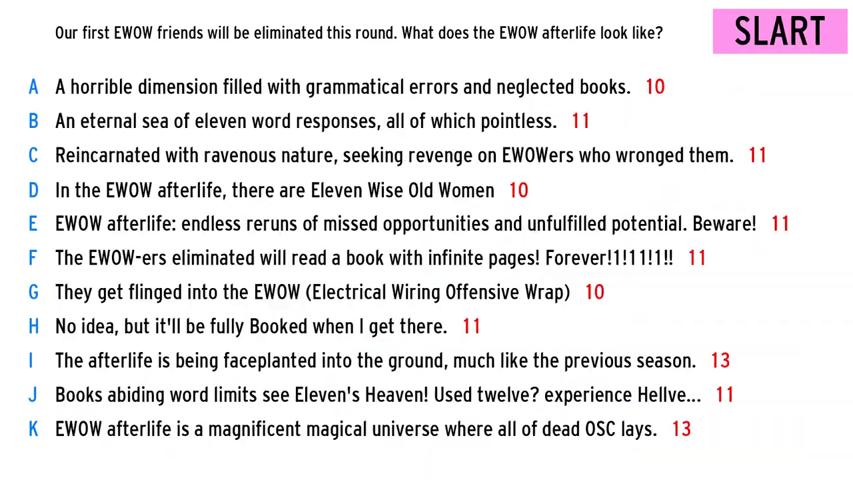 Our first EWOW friends will be eliminated this round. What does the EWOW afterlife look like?
SLART
A A horrible dimension filled with grammatical errors and neglected books. 10
B An eternal sea of eleven word responses, all of which pointless. 11
C Reincarnated with ravenous nature, seeking revenge on EWOWers who wronged them. 11
D In the EWOW afterlife, there are Eleven Wise Old Women 10
E EWOW afterlife: endless reruns of missed opportunities and unfulfilled potential. Beware! 11
F The EWOW-ers eliminated will read a book with infinite pages! Forever!1!11!1!! 11
G They get flinged into the EWOW (Electrical Wiring Offensive Wrap) 10
H No idea, but it'll be fully Booked when I get there. 11
I The afterlife is being faceplanted into the ground, much like the previous season. 13
J Books abiding word limits see Eleven's Heaven! Used twelve? experience Hellve... 11
K EWOW afterlife is a magnificent magical universe where all of dead OSC lays. 13